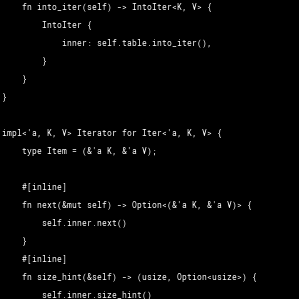 fn into_iter(self) -> IntoIter<K, V> {
IntoIter {
inner: self.table.into_iter(),
}
}
}
impl<'a, K, V> Iterator for Iter<'a, K, V> {
type Item = (&'a K, &'a V);
#[inline]
fn next(&mut self) -> Option<(&'a K, &'a V)> {
self.inner.next()
}
#[inline]
fn size_hint(&self) -> (usize, Option<usize>) {
self.inner.size_hint()